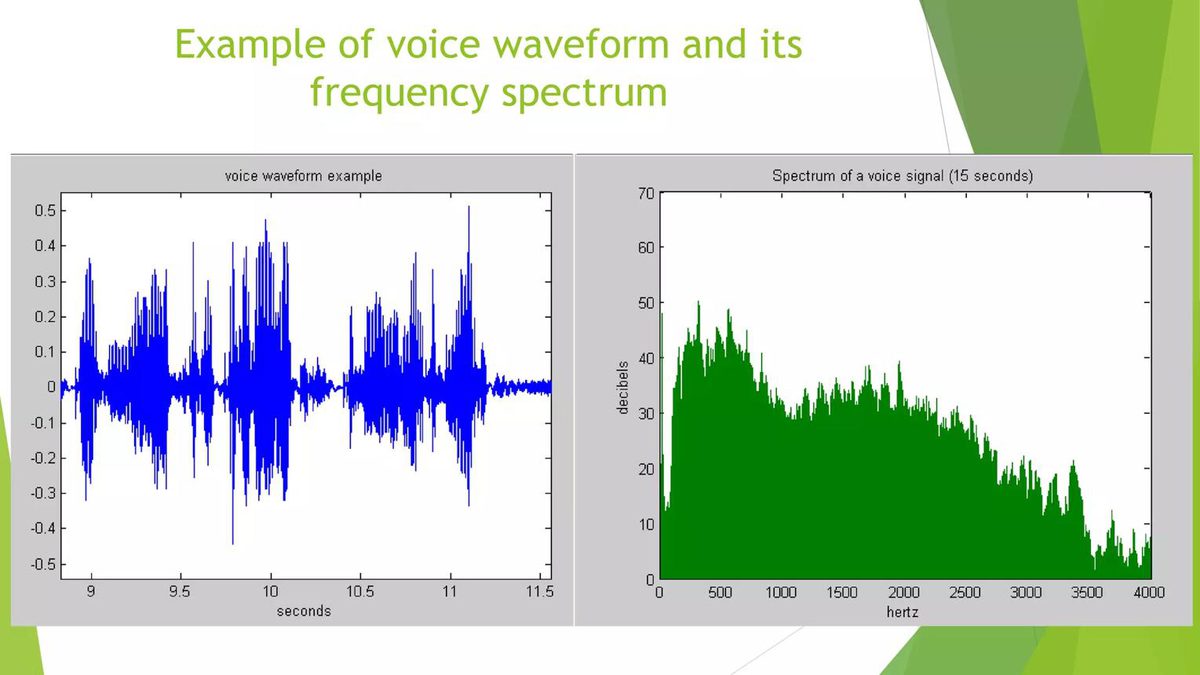 Example of voice waveform and its
frequency spectrum
voice waveform example
0.5
0.4
0.3
0.2
0.1
0
-0.1
-0.2
-0.3
-0.4
-0.5
9 9.5 10 10.5 11 11.5
seconds
Spectrum of a voice signal (15 seconds)
70
60
50
40
30
20
10
0
decibels
0 500 1000 1500 2000 2500 3000 3500 4000
hertz